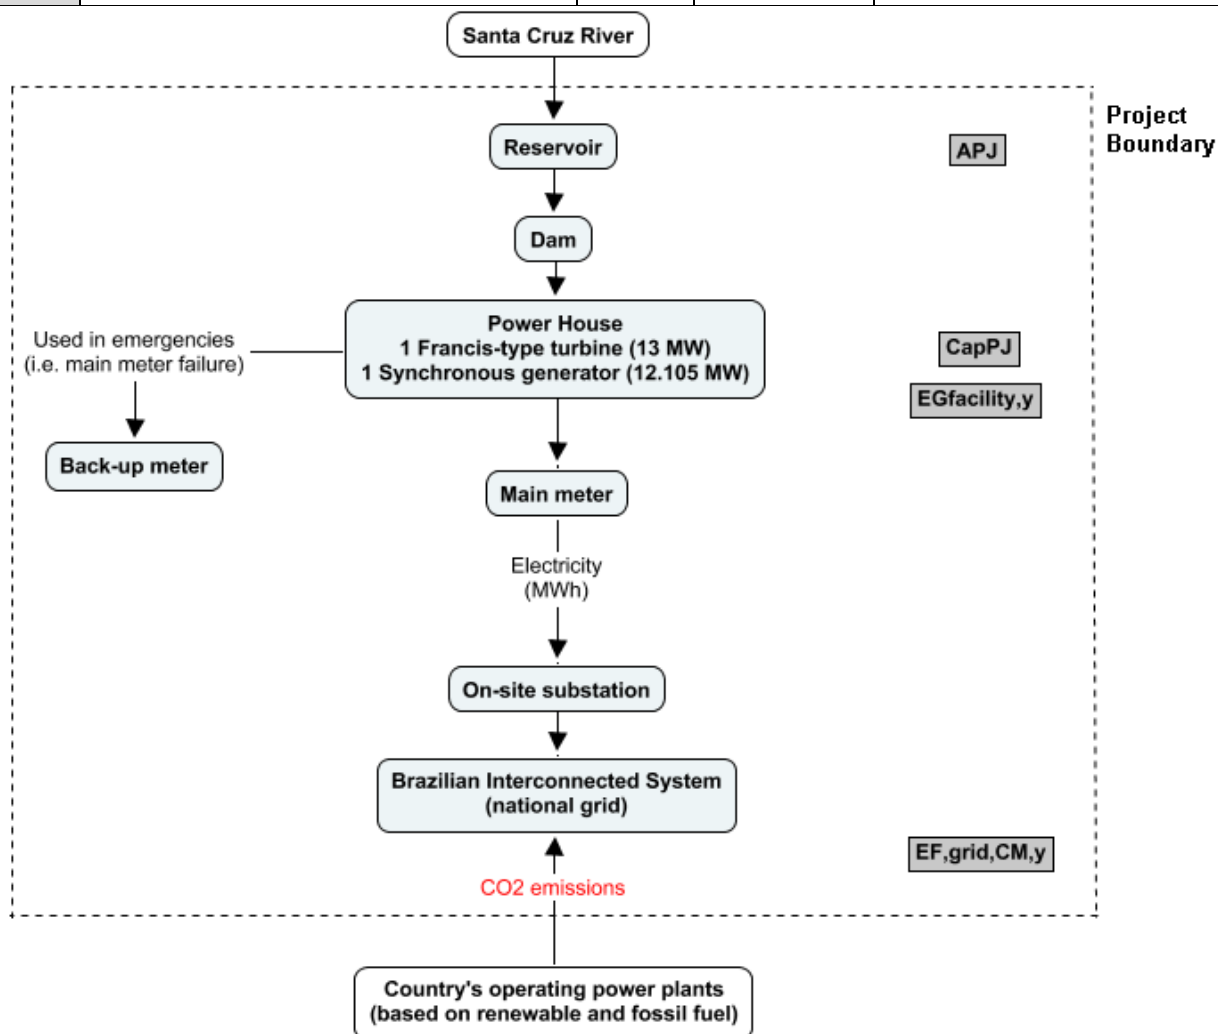 Santa Cruz River
Project
Boundary
Reservoir
APJ
Dam
Power House
1 Francis-type turbine (13 MW)
1 Synchronous generator (12.105 MW)
Used in emergencies
(i.e. main meter failure)
CapPJ
EGfacility,y
Back-up meter
Main meter
Electricity
(MWh)
On-site substation
Brazilian Interconnected System
(national grid)
EF,grid,CM,y
CO2 emissions
Country's operating power plants
(based on renewable and fossil fuel)